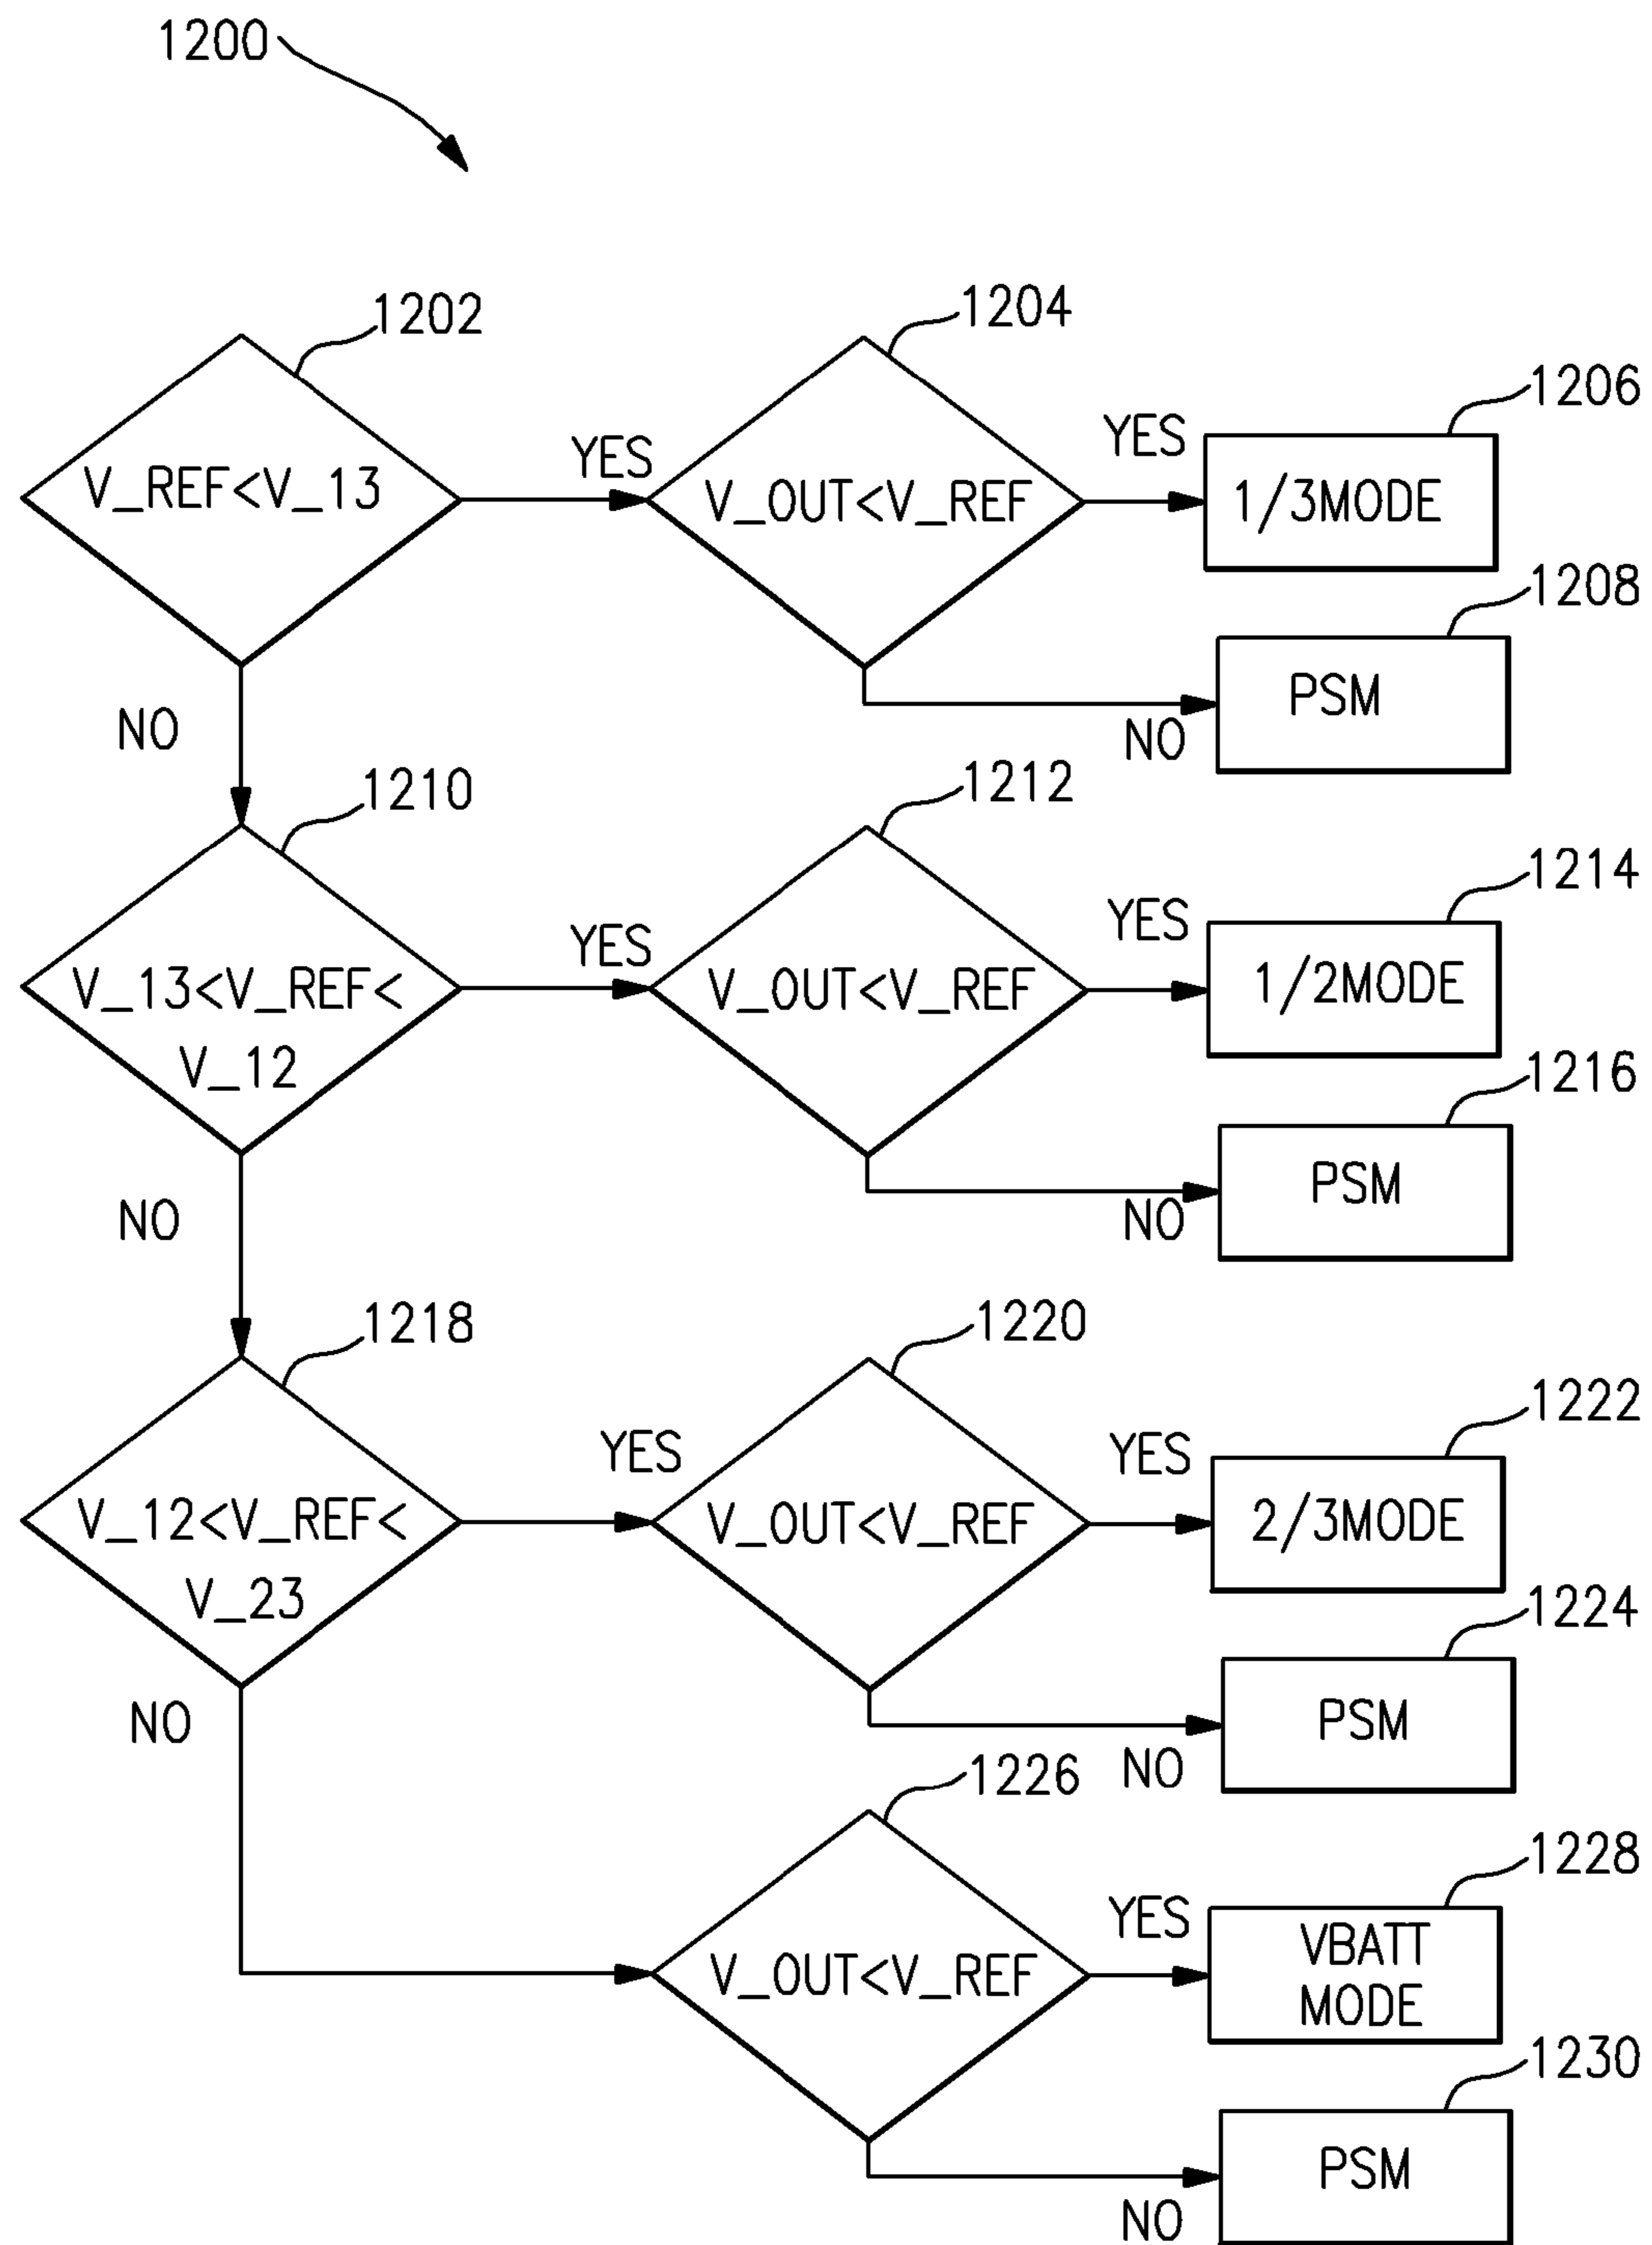 1200
1202
1204
1206
V_REF<V_13
YES
V_OUT<V_REF
YES
1/3MODE
1208
NO
PSM
NO
1210
1212
1214
V_13<V_REF<
V_12
YES
V_OUT<V_REF
YES
1/2MODE
1216
NO
PSM
NO
1218
1220
1222
V_12<V_REF<
V_23
YES
V_OUT<V_REF
YES
2/3MODE
1224
NO
PSM
NO
1226
1228
V_OUT<V_REF
YES
VBATT
MODE
1230
PSM
NO